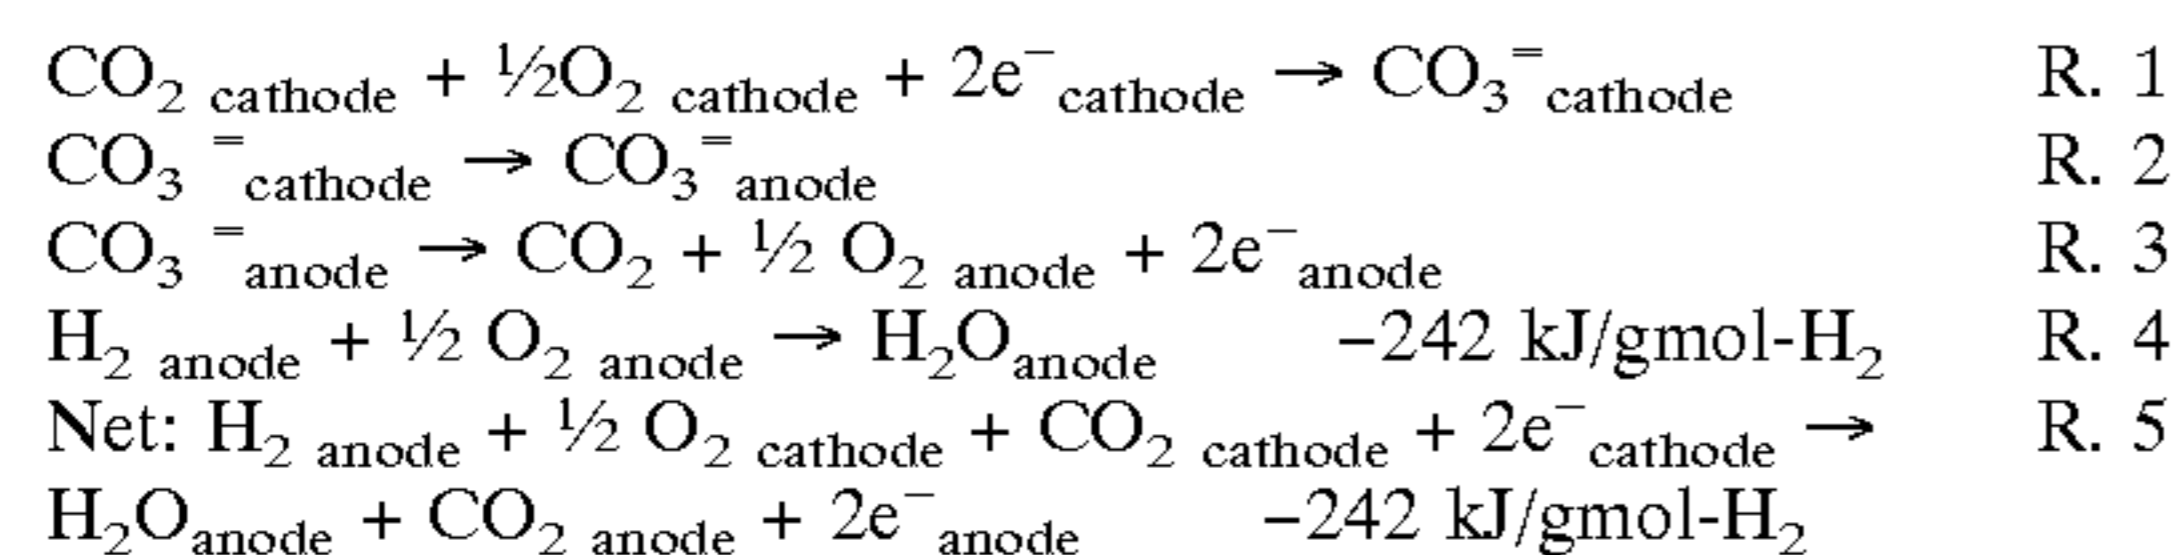 CO₂ cathode + ½O₂ cathode + 2e⁻cathode → CO₃⁼cathode R. 1
CO₃ ⁼cathode → CO₃⁼anode R. 2
CO₃ ⁼anode → CO₂ + ½ O₂ anode + 2e⁻anode R. 3
H₂ anode + ½ O₂ anode → H₂Oanode −242 kJ/gmol-H₂ R. 4
Net: H₂ anode + ½ O₂ cathode + CO₂ cathode + 2e⁻cathode → R. 5
H₂Oanode + CO₂ anode + 2e⁻anode −242 kJ/gmol-H₂